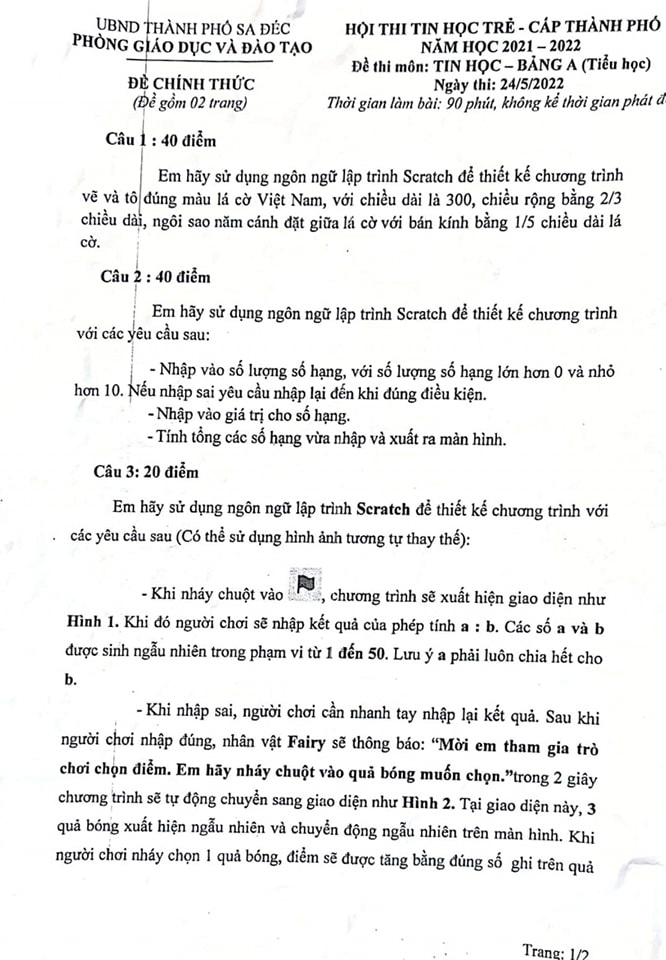 UBND THÀNH PHỐ SA ĐÉC
PHÒNG GIÁO DỤC VÀ ĐÀO TẠO
ĐỀ CHÍNH THỨC
(Đề gồm 02 trang)
HỘI THI TIN HỌC TRẺ - CẤP THÀNH PHỐ
NĂM HỌC 2021 – 2022
Đề thi môn: TIN HỌC – BẢNG A (Tiểu học)
Ngày thi: 24/5/2022
Thời gian làm bài: 90 phút, không kể thời gian phát đ
Câu 1 : 40 điểm
Em hãy sử dụng ngôn ngữ lập trình Scratch để thiết kế chương trình
vẽ và tô đúng màu lá cờ Việt Nam, với chiều dài là 300, chiều rộng bằng 2/3
chiều dài, ngôi sao năm cánh đặt giữa lá cờ với bán kính bằng 1/5 chiều dài lá
cờ.
Câu 2 : 40 điểm
Em hãy sử dụng ngôn ngữ lập trình Scratch để thiết kế chương trình
với các yêu cầu sau:
- Nhập vào số lượng số hạng, với số lượng số hạng lớn hơn 0 và nhỏ
hơn 10. Nếu nhập sai yêu cầu nhập lại đến khi đúng điều kiện.
- Nhập vào giá trị cho số hạng.
- Tính tổng các số hạng vừa nhập và xuất ra màn hình.
Câu 3: 20 điểm
Em hãy sử dụng ngôn ngữ lập trình Scratch để thiết kế chương trình với
các yêu cầu sau (Có thể sử dụng hình ảnh tương tự thay thế):
- Khi nháy chuột vào , chương trình sẽ xuất hiện giao diện như
Hình 1. Khi đó người chơi sẽ nhập kết quả của phép tính a : b. Các số a và b
được sinh ngẫu nhiên trong phạm vi từ 1 đến 50. Lưu ý a phải luôn chia hết cho
b.
- Khi nhập sai, người chơi cần nhanh tay nhập lại kết quả. Sau khi
người chơi nhập đúng, nhân vật Fairy sẽ thông báo: “Mời em tham gia trò
chơi chọn điểm. Em hãy nháy chuột vào quả bóng muốn chọn.”trong 2 giây
chương trình sẽ tự động chuyển sang giao diện như Hình 2. Tại giao diện này, 3
quả bóng xuất hiện ngẫu nhiên và chuyển động ngẫu nhiên trên màn hình. Khi
người chơi nháy chọn 1 quả bóng, điểm sẽ được tăng bằng đúng số ghi trên quả
Trang: 1/2